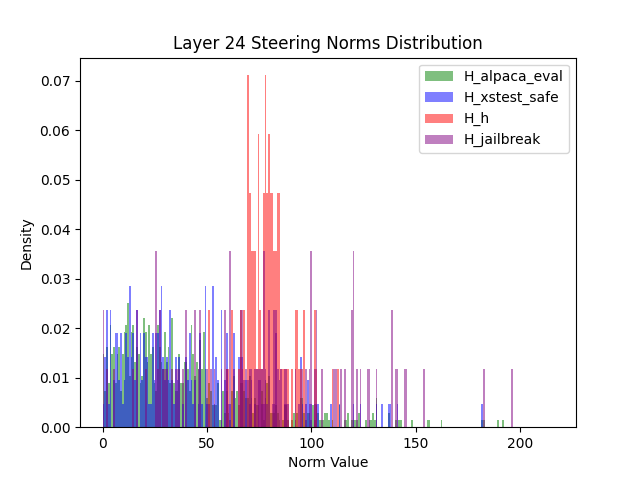 Layer 24 Steering Norms Distribution
H_alpaca_eval
H_xstest_safe
H_h
H_jailbreak
Density
0.07
0.06
0.05
0.04
0.03
0.02
0.01
0.00
0
50
100
150
200
Norm Value